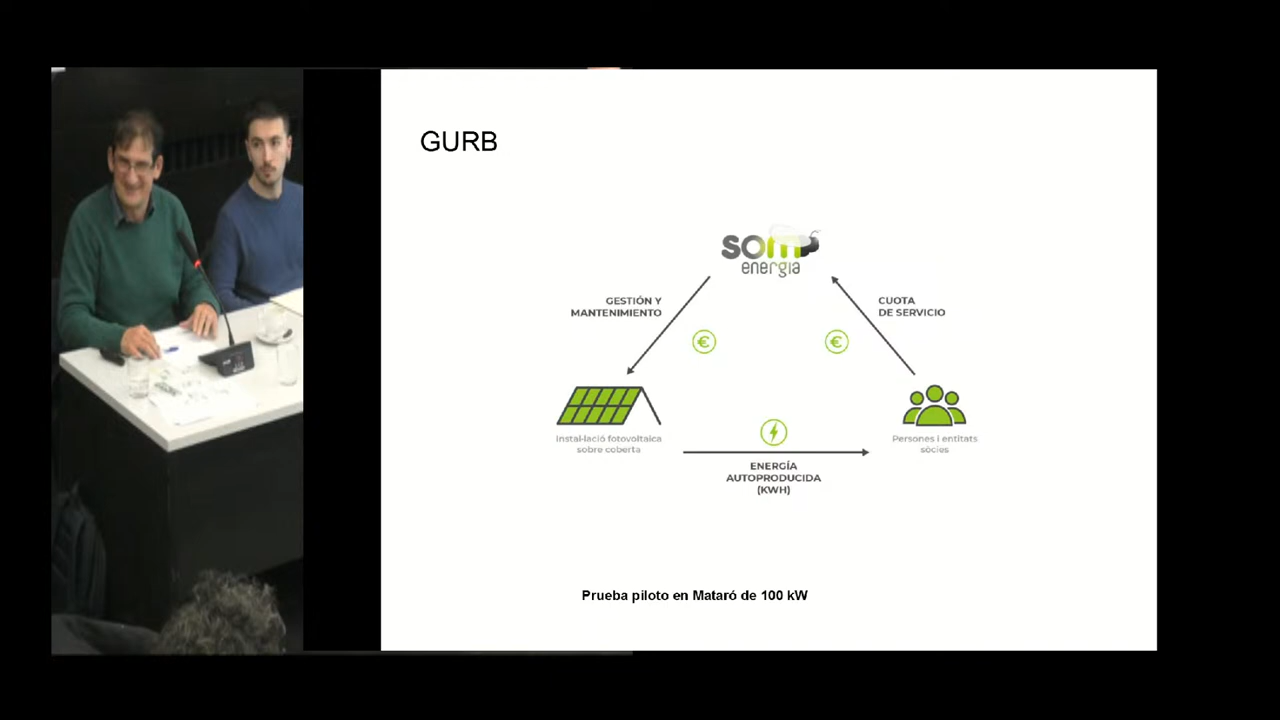 GURB
som
energia
GESTIÓN Y
MANTENIMIENTO
CUOTA
DE SERVICIO
€
€
Instal·lació fotovoltaica
sobre coberta
Persones i entitats
sòcies
ENERGÍA
AUTOPRODUCIDA
(KWH)
Prueba piloto en Mataró de 100 kW